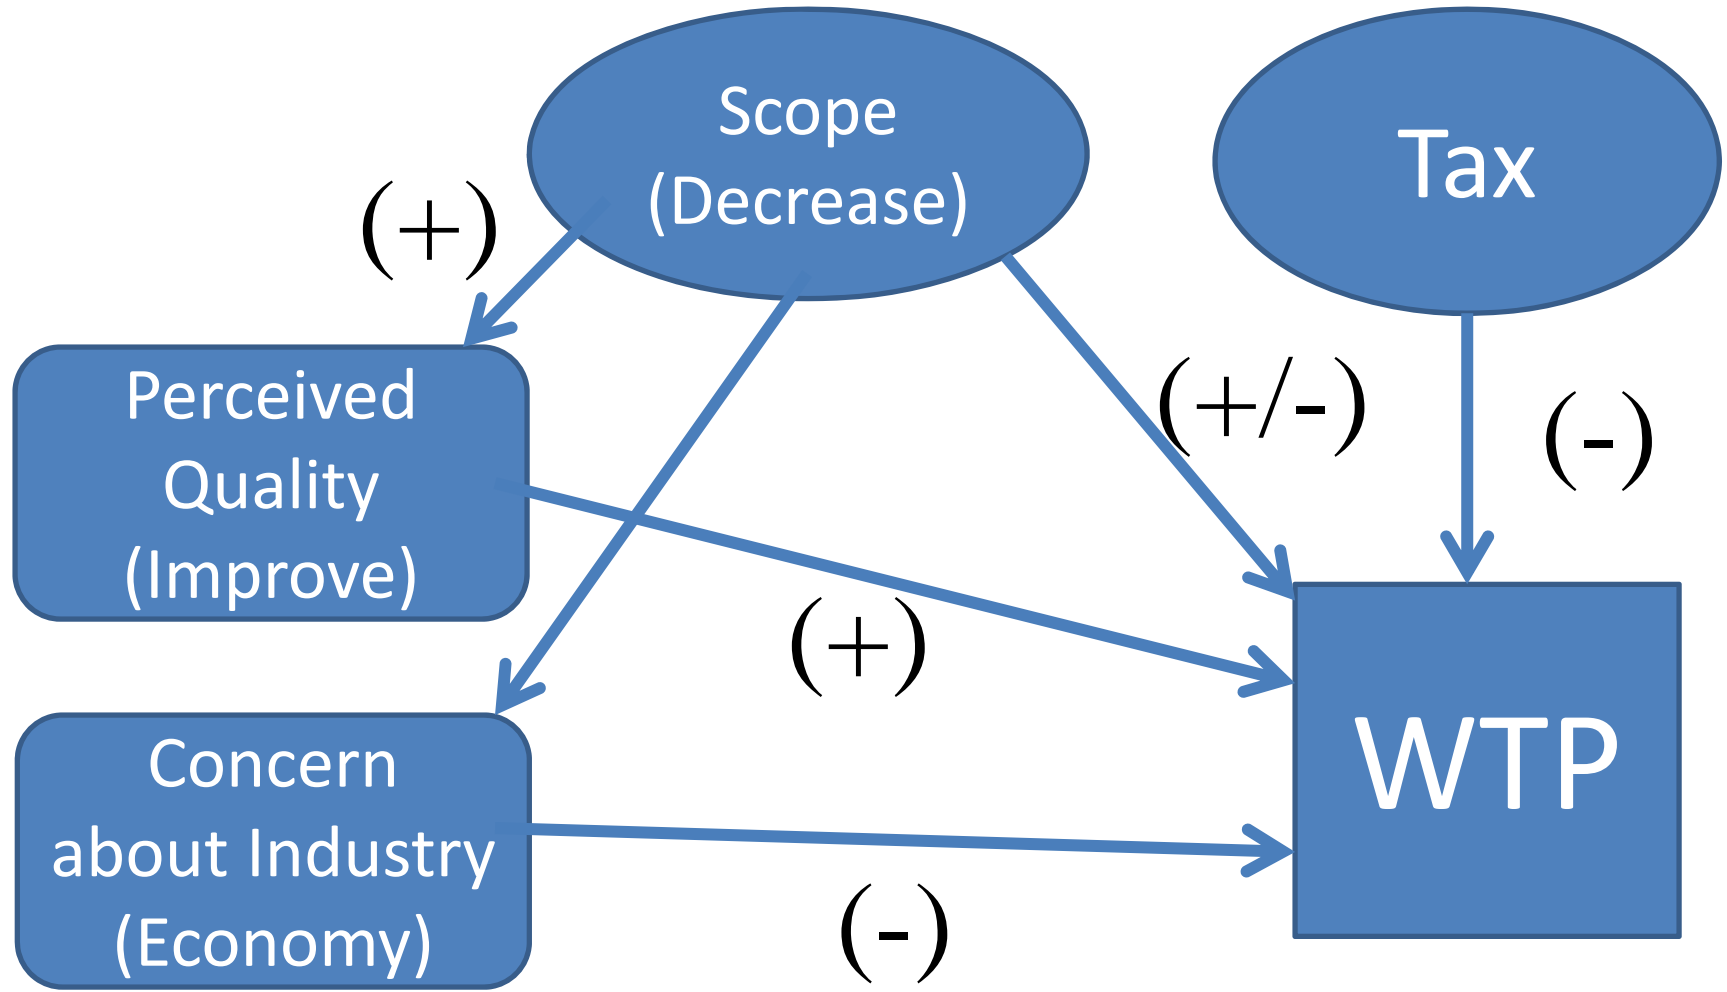 Scope
(Decrease)
Tax
(+)
Perceived
Quality
(Improve)
(+/-)
(-)
(+)
Concern
about Industry
(Economy)
WTP
(-)